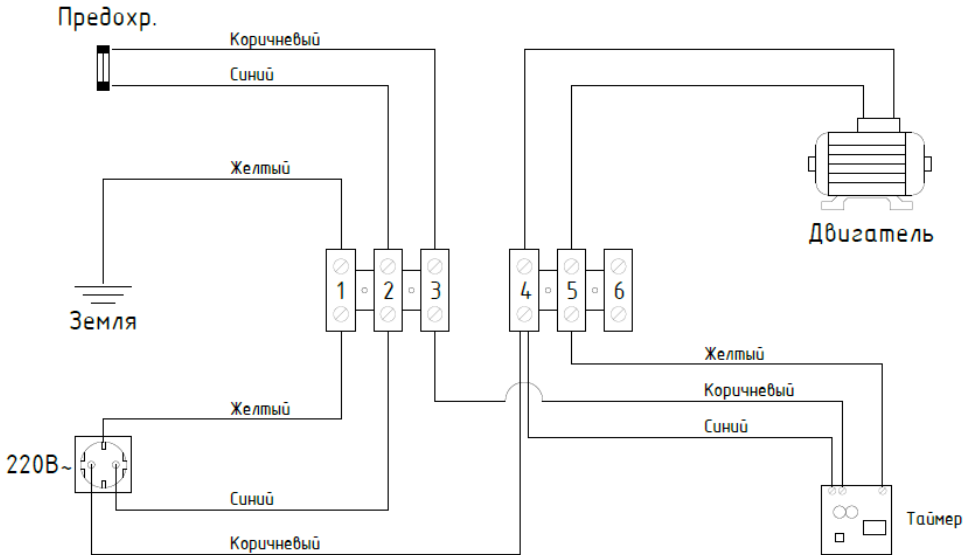 Предохр.
Коричневый
Синий
Желтый
Двигатель
1 2 3 4 5 6
Земля
Желтый
Коричневый
Желтый
Синий
220В~
Синий
Таймер
Коричневый